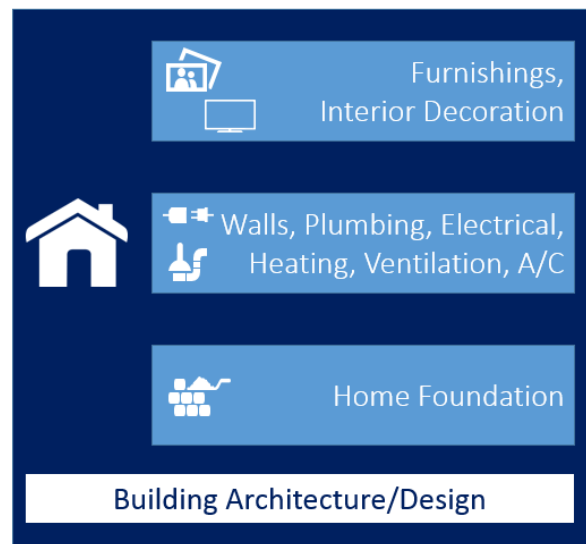 Furnishings,
Interior Decoration
Walls, Plumbing, Electrical,
Heating, Ventilation, A/C
Home Foundation
Building Architecture/Design